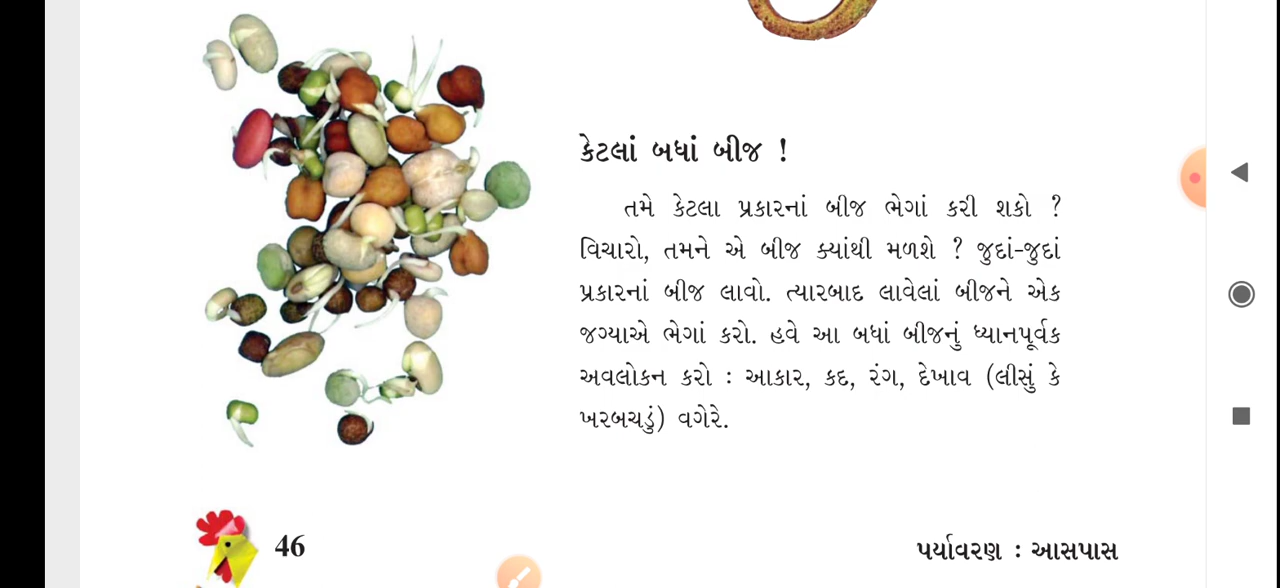 કેટલાં બધાં બીજ !
તમે કેટલા પ્રકારનાં બીજ ભેગાં કરી શકો ?
વિચારો, તમને એ બીજ ક્યાંથી મળશે ? જુદાં-જુદાં
પ્રકારનાં બીજ લાવો. ત્યારબાદ લાવેલાં બીજને એક
જગ્યાએ ભેગાં કરો. હવે આ બધાં બીજનું ધ્યાનપૂર્વક
અવલોકન કરો : આકાર, કદ, રંગ, દેખાવ (લીસું કે
ખરબચડું) વગેરે.
46
પર્યાવરણ : આસપાસ